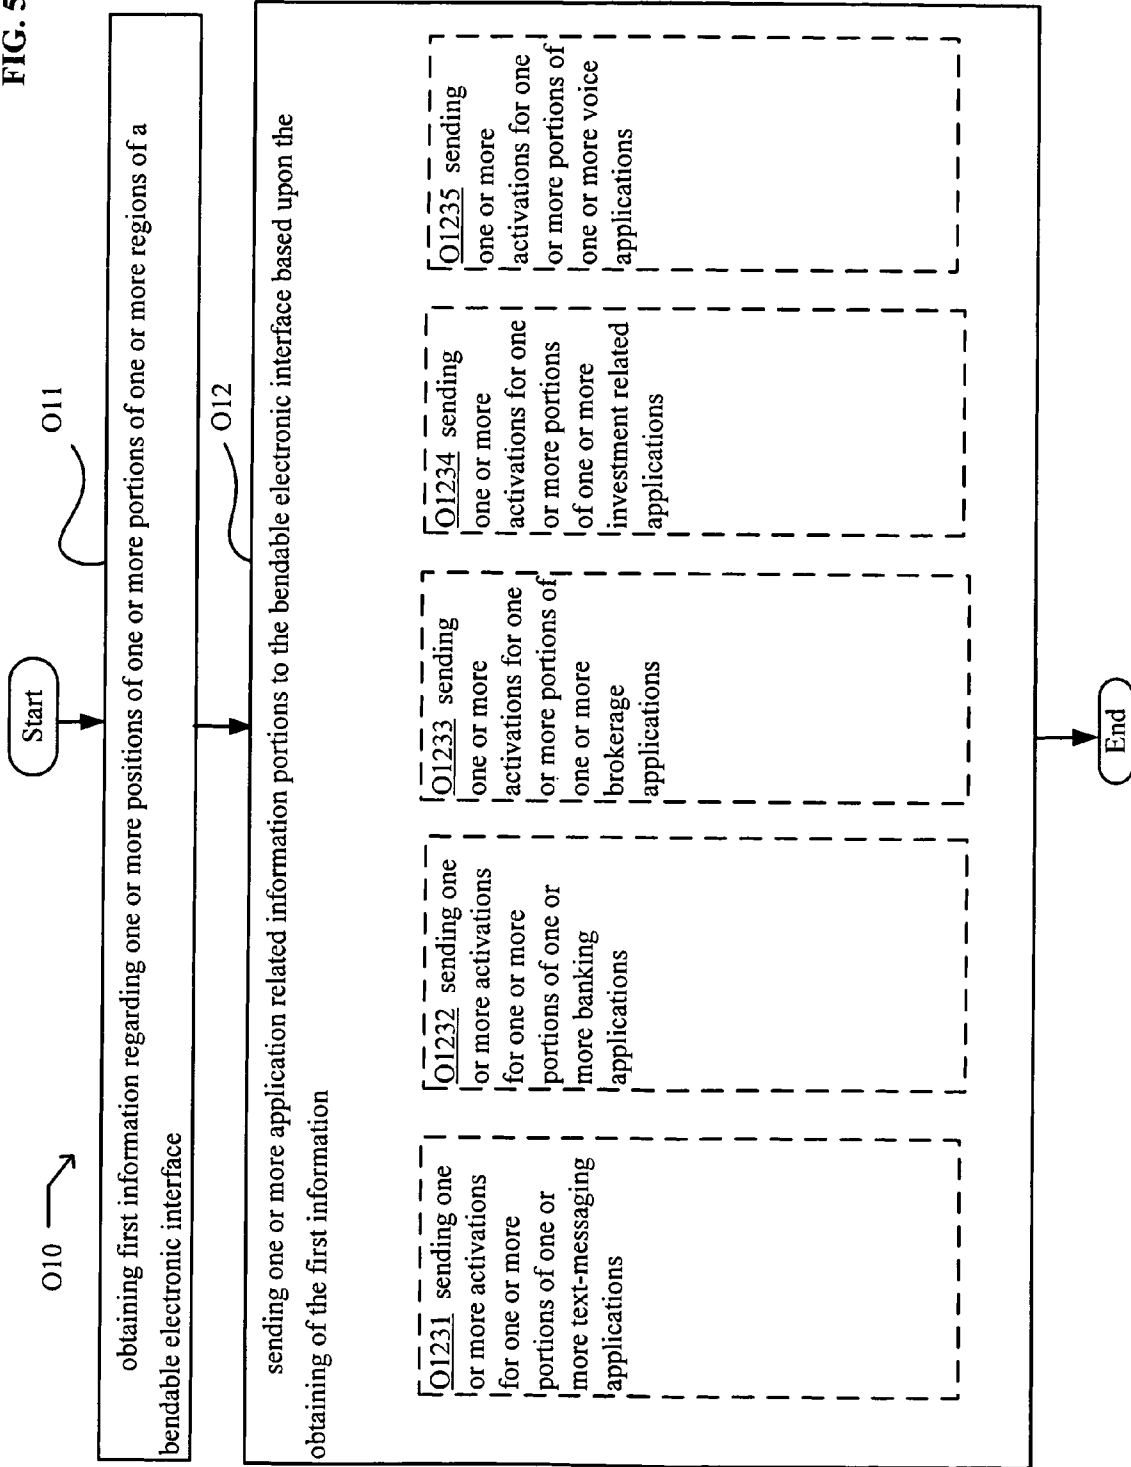 FIG. 5
O10
Start
O11
obtaining first information regarding one or more positions of one or more portions of one or more regions of a
bendable electronic interface
O12
sending one or more application related information portions to the bendable electronic interface based upon the
obtaining of the first information
O1231 sending one
or more activations
for one or more
portions of one or
more text-messaging
applications
O1232 sending one
or more activations
for one or more
portions of one or
more banking
applications
O1233 sending
one or more
activations for one
or more portions of
one or more
brokerage
applications
O1234 sending
one or more
activations for one
or more portions
of one or more
investment related
applications
O1235 sending
one or more
activations for one
or more portions of
one or more voice
applications
End